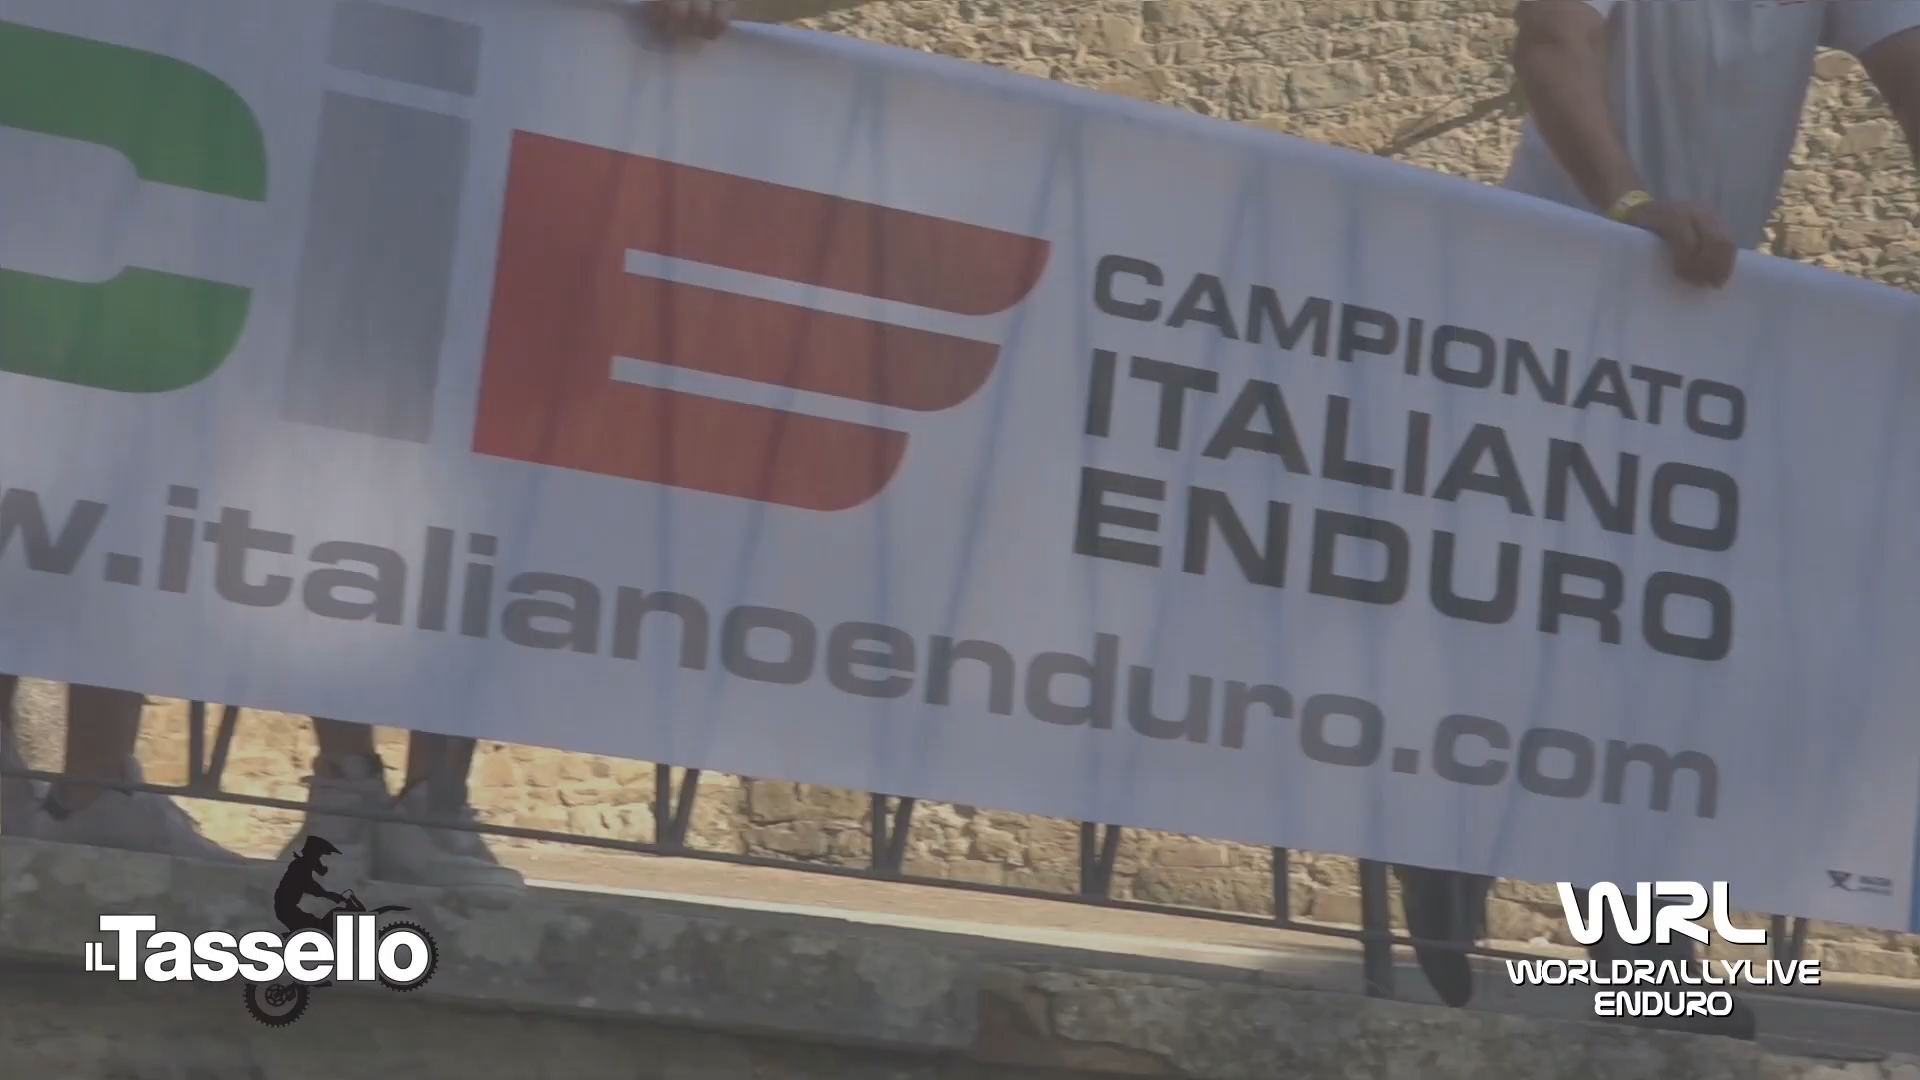 CiE
CAMPIONATO
ITALIANO
ENDURO
w.italianoenduro.com
IL Tassello
WRL
WORLDRALLYLIVE
ENDURO